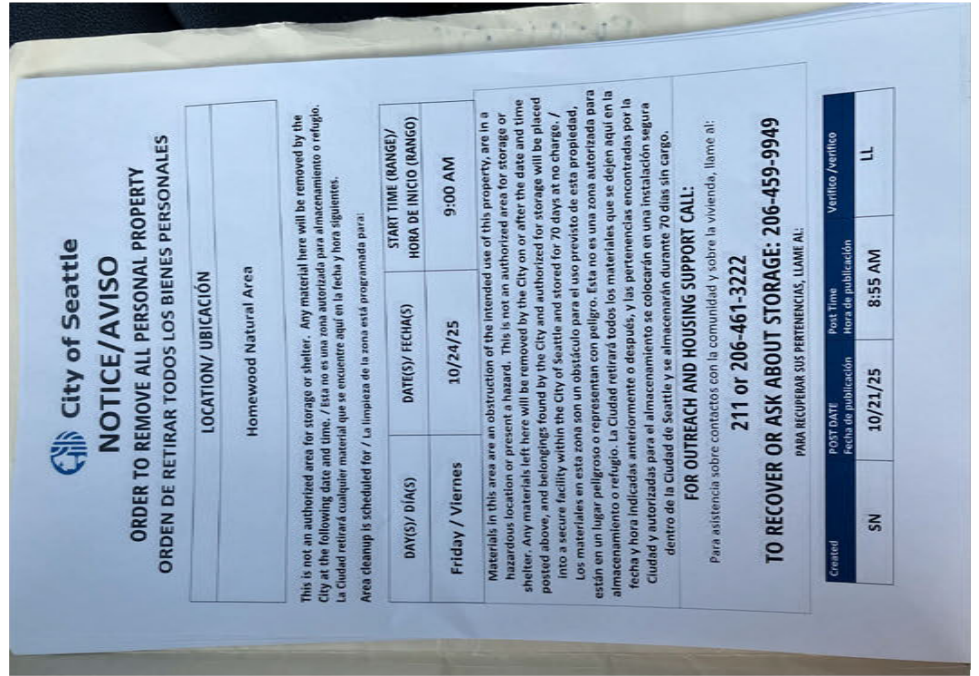 City of Seattle
NOTICE/AVISO
ORDER TO REMOVE ALL PERSONAL PROPERTY
ORDEN DE RETIRAR TODOS LOS BIENES PERSONALES
LOCATION/ UBICACIÓN
Homewood Natural Area
This is not an authorized area for storage or shelter. Any material here will be removed by the
City at the following date and time. / Esta no es una zona autorizada para almacenamiento o refugio.
La Ciudad retirará cualquier material que se encuentre aquí en la fecha y hora siguientes.
Area cleanup is scheduled for / La limpieza de la zona está programada para:
DAY(S)/ DÍA(S) DATE(S)/ FECHA(S) START TIME (RANGE)/
HORA DE INICIO (RANGO)
Friday / Viernes 10/24/25 9:00 AM
Materials in this area are an obstruction of the intended use of this property, are in a
hazardous location or present a hazard. This is not an authorized area for storage or
shelter. Any materials left here will be removed by the City on or after the date and time
posted above, and belongings found by the City and authorized for storage will be placed
into a secure facility within the City of Seattle and stored for 70 days at no charge. /
Los materiales en esta zona son un obstáculo para el uso previsto de esta propiedad,
están en un lugar peligroso o representan con peligro. Esta no es una zona autorizada para
almacenamiento o refugio. La Ciudad retirará todos los materiales que se dejen aquí en la
fecha y hora indicadas anteriormente o después, y las pertenencias encontradas por la
Ciudad y autorizadas para el almacenamiento se colocarán en una instalación segura
dentro de la Ciudad de Seattle y se almacenarán durante 70 días sin cargo.
FOR OUTREACH AND HOUSING SUPPORT CALL:
Para asistencia sobre contactos con la comunidad y sobre la vivienda, llame al:
211 or 206-461-3222
TO RECOVER OR ASK ABOUT STORAGE: 206-459-9949
PARA RECUPERAR SUS PERTENENCIAS, LLAME AL:
Created POST DATE Post Time Verifico /verifico
Fecha de publicación Hora de publicación
SN 10/21/25 8:55 AM LL